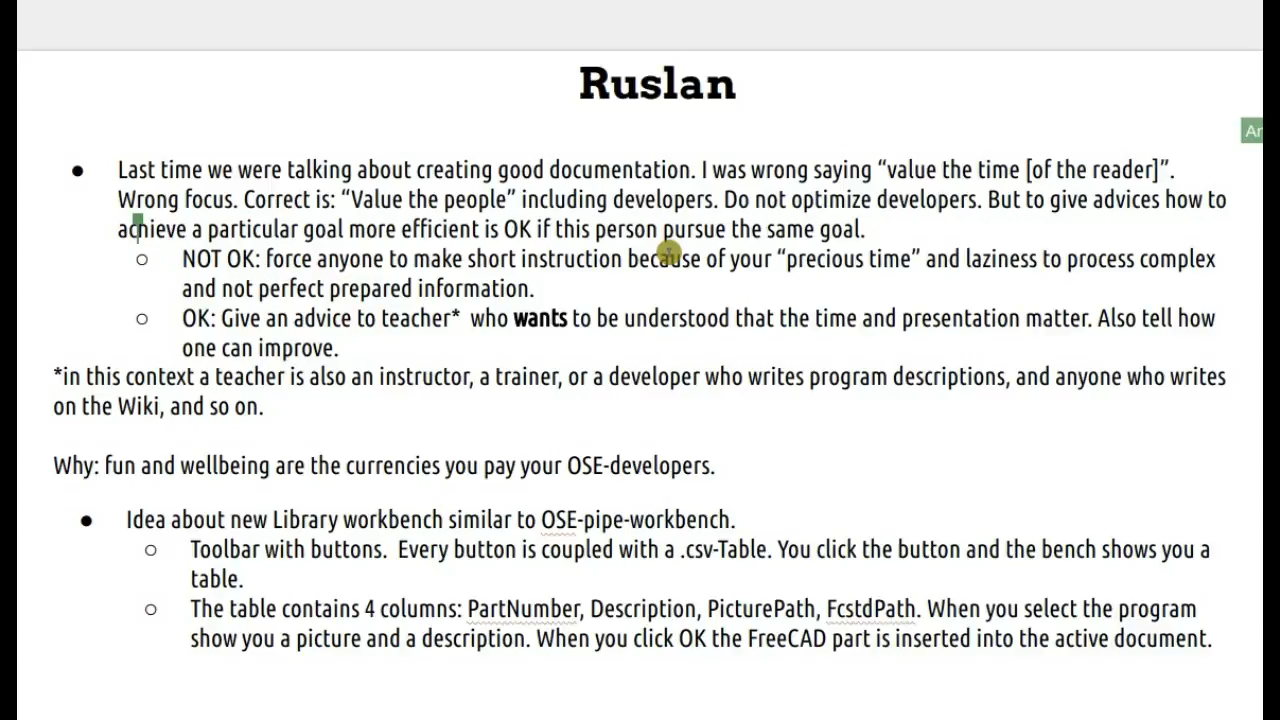 Ruslan
Ar
● Last time we were talking about creating good documentation. I was wrong saying “value the time [of the reader]”.
Wrong focus. Correct is: “Value the people” including developers. Do not optimize developers. But to give advices how to
achieve a particular goal more efficient is OK if this person pursue the same goal.
○ NOT OK: force anyone to make short instruction because of your “precious time” and laziness to process complex
and not perfect prepared information.
○ OK: Give an advice to teacher* who wants to be understood that the time and presentation matter. Also tell how
one can improve.
*in this context a teacher is also an instructor, a trainer, or a developer who writes program descriptions, and anyone who writes
on the Wiki, and so on.
Why: fun and wellbeing are the currencies you pay your OSE-developers.
● Idea about new Library workbench similar to OSE-pipe-workbench.
○ Toolbar with buttons. Every button is coupled with a .csv-Table. You click the button and the bench shows you a
table.
○ The table contains 4 columns: PartNumber, Description, PicturePath, FcstdPath. When you select the program
show you a picture and a description. When you click OK the FreeCAD part is inserted into the active document.